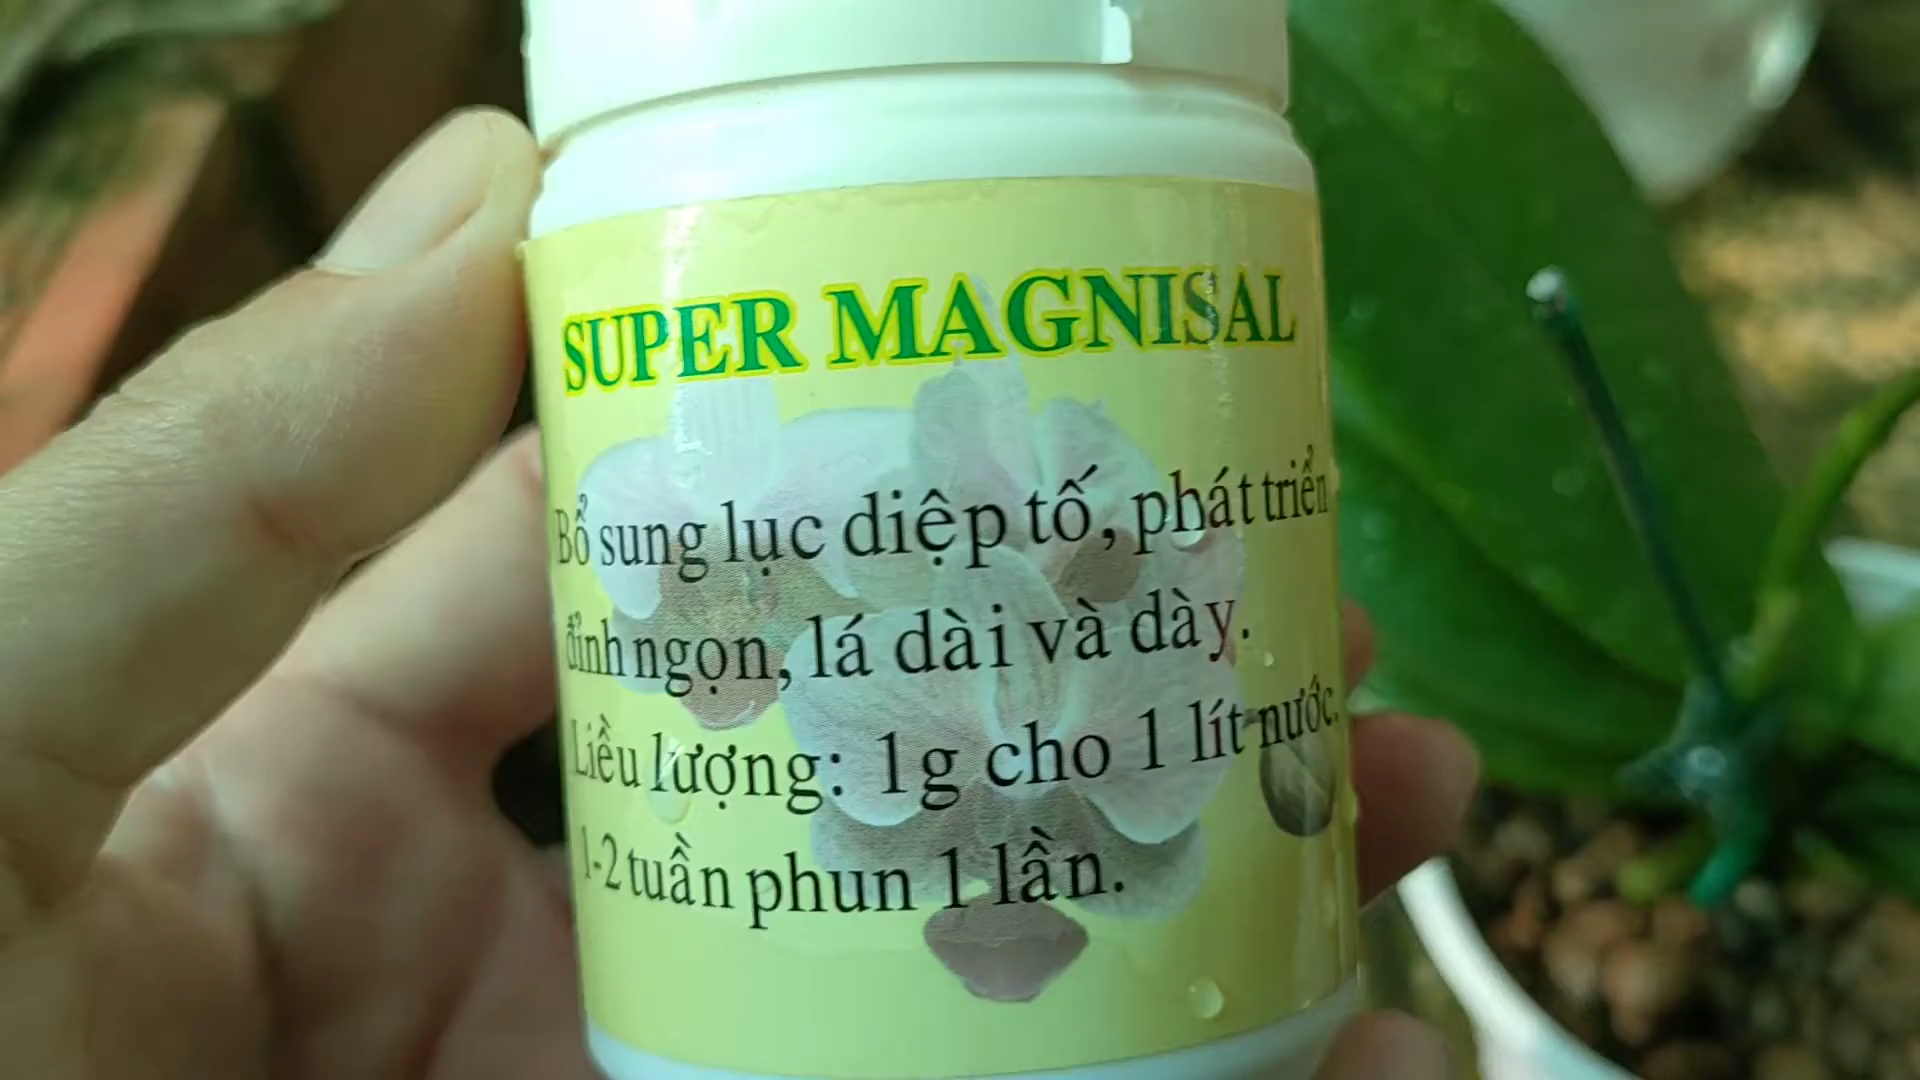 SUPER MAGNISAL
Bổ sung lục diệp tố, phát triển
đỉnh ngọn, lá dài và dày.
Liều lượng: 1g cho 1 lít nước.
1-2 tuần phun 1 lần.